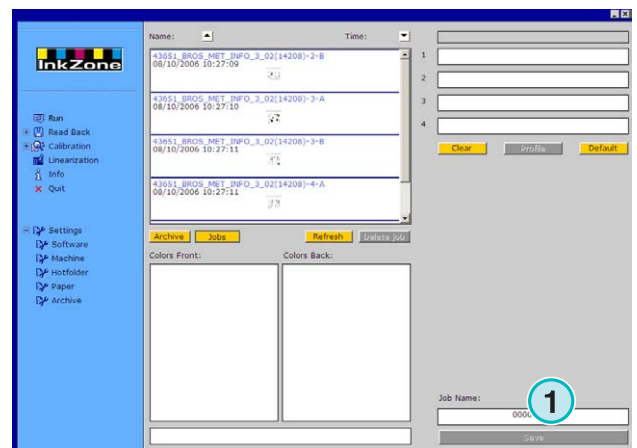 InkZone
Run
Read Back
Calibration
Linearization
Info
Quit
Settings
Software
Machine
Hotfolder
Paper
Archive
Name:
Time:
43651_BROS_MET_INFO_3_02(14208)-2-B
08/10/2006 10:27:09
43651_BROS_MET_INFO_3_02(14208)-3-A
08/10/2006 10:27:10
43651_BROS_MET_INFO_3_02(14208)-3-B
08/10/2006 10:27:11
43651_BROS_MET_INFO_3_02(14208)-4-A
08/10/2006 10:27:11
Archive
Jobs
Refresh
Delete job
Colors Front:
Colors Back:
1
2
3
4
Clear
Profile
Default
Job Name:
1
Save